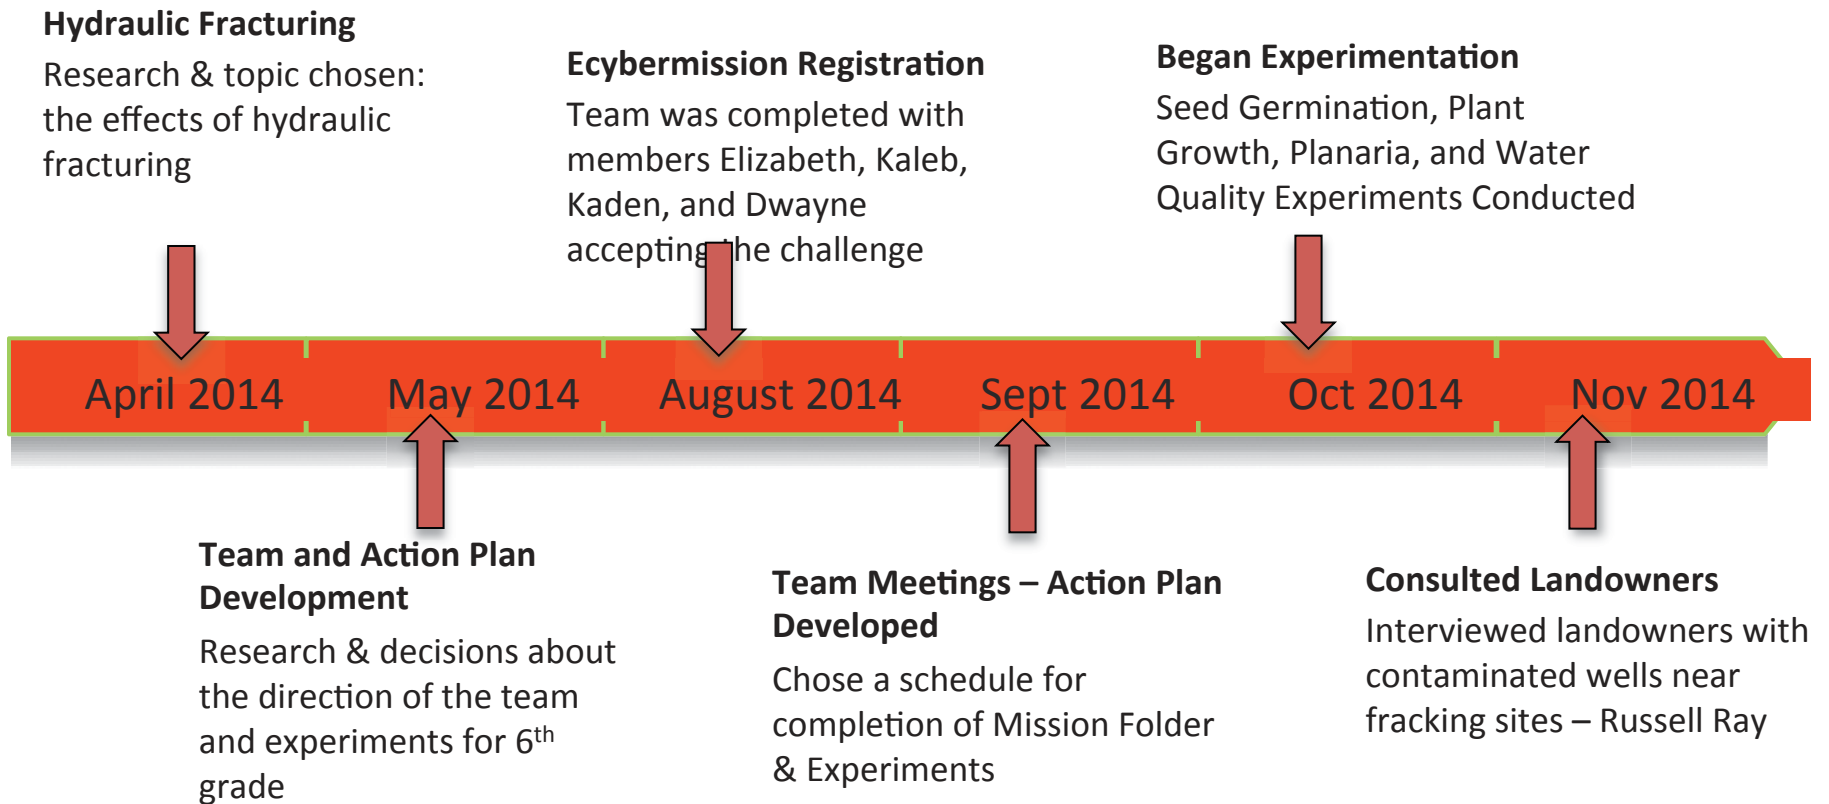 Hydraulic Fracturing
Research & topic chosen:
the effects of hydraulic
fracturing
Ecybermission Registration
Team was completed with
members Elizabeth, Kaleb,
Kaden, and Dwayne
accepting the challenge
Began Experimentation
Seed Germination, Plant
Growth, Planaria, and Water
Quality Experiments Conducted
April 2014
May 2014
August 2014
Sept 2014
Oct 2014
Nov 2014
Team and Action Plan
Development
Research & decisions about
the direction of the team
and experiments for 6th
grade
Team Meetings – Action Plan
Developed
Chose a schedule for
completion of Mission Folder
& Experiments
Consulted Landowners
Interviewed landowners with
contaminated wells near
fracking sites – Russell Ray